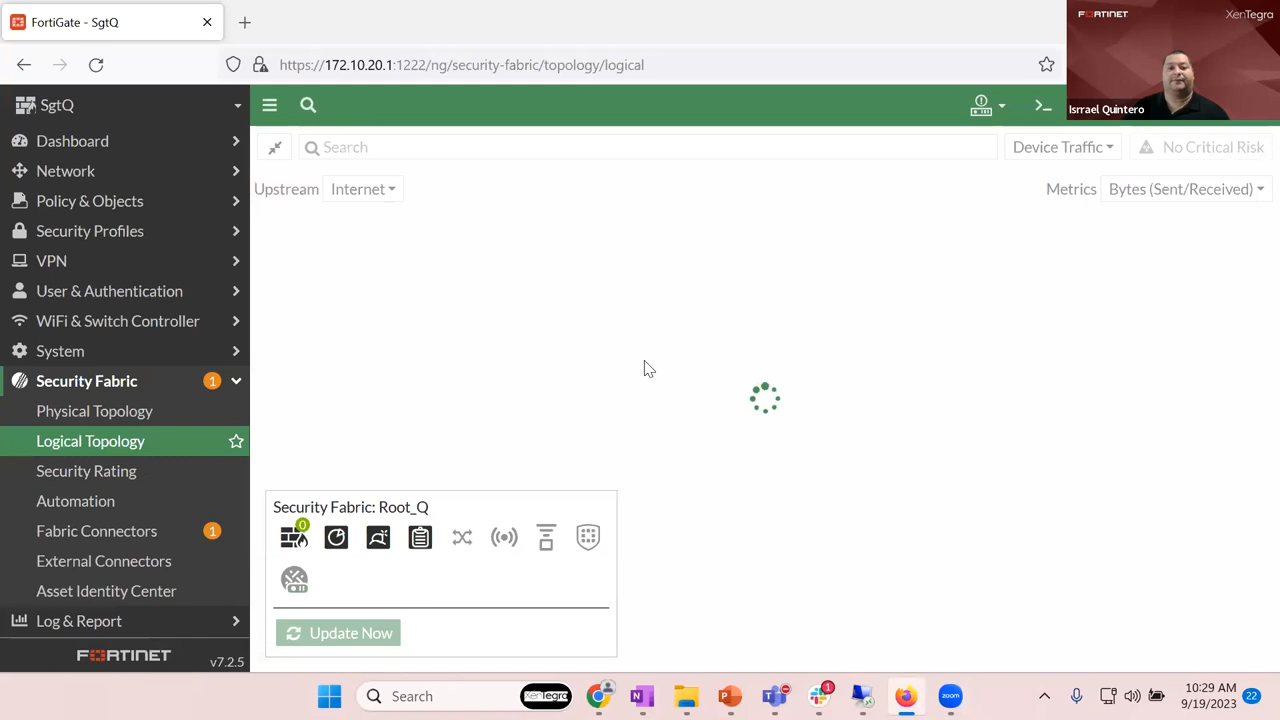 FortiGate - SgtQ
https://172.10.20.1:1222/ng/security-fabric/topology/logical
FORTINET
XenTegra
Isrrael Quintero
SgtQ
Dashboard
Network
Policy & Objects
Security Profiles
VPN
User & Authentication
WiFi & Switch Controller
System
Security Fabric 1
Physical Topology
Logical Topology
Security Rating
Automation
Fabric Connectors 1
External Connectors
Asset Identity Center
Log & Report
FORTINET
v7.2.5
Search
Device Traffic
No Critical Risk
Upstream Internet
Metrics Bytes (Sent/Received)
Security Fabric: Root_Q
0
Update Now
Search
XenTegra
1
zoom
10:29 AM
9/19/2023
22